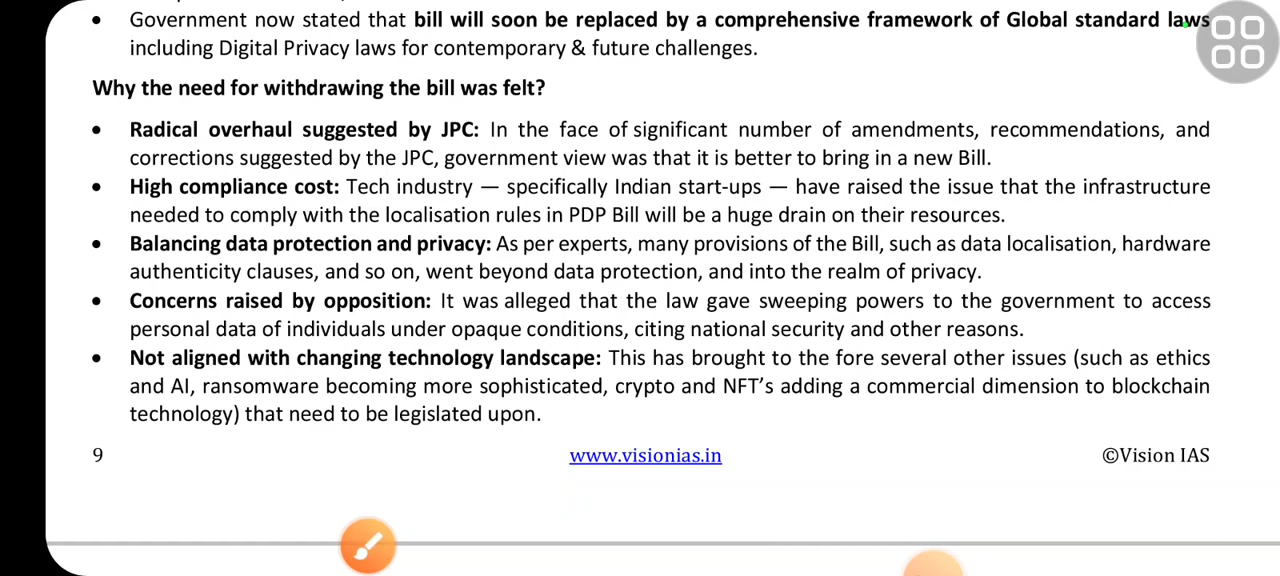 • Government now stated that bill will soon be replaced by a comprehensive framework of Global standard laws
including Digital Privacy laws for contemporary & future challenges.
Why the need for withdrawing the bill was felt?
• Radical overhaul suggested by JPC: In the face of significant number of amendments, recommendations, and
corrections suggested by the JPC, government view was that it is better to bring in a new Bill.
• High compliance cost: Tech industry — specifically Indian start-ups — have raised the issue that the infrastructure
needed to comply with the localisation rules in PDP Bill will be a huge drain on their resources.
• Balancing data protection and privacy: As per experts, many provisions of the Bill, such as data localisation, hardware
authenticity clauses, and so on, went beyond data protection, and into the realm of privacy.
• Concerns raised by opposition: It was alleged that the law gave sweeping powers to the government to access
personal data of individuals under opaque conditions, citing national security and other reasons.
• Not aligned with changing technology landscape: This has brought to the fore several other issues (such as ethics
and AI, ransomware becoming more sophisticated, crypto and NFT’s adding a commercial dimension to blockchain
technology) that need to be legislated upon.
9 www.visionias.in ©Vision IAS